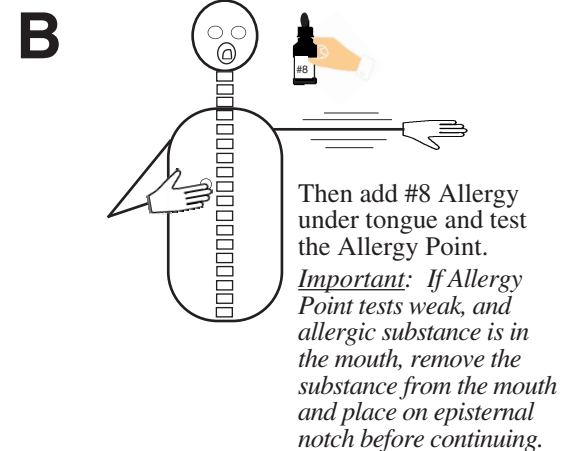 B
#8
Then add #8 Allergy
under tongue and test
the Allergy Point.
Important:  If Allergy
Point tests weak, and
allergic substance is in
the mouth, remove the
substance from the mouth
and place on episternal
notch before continuing.